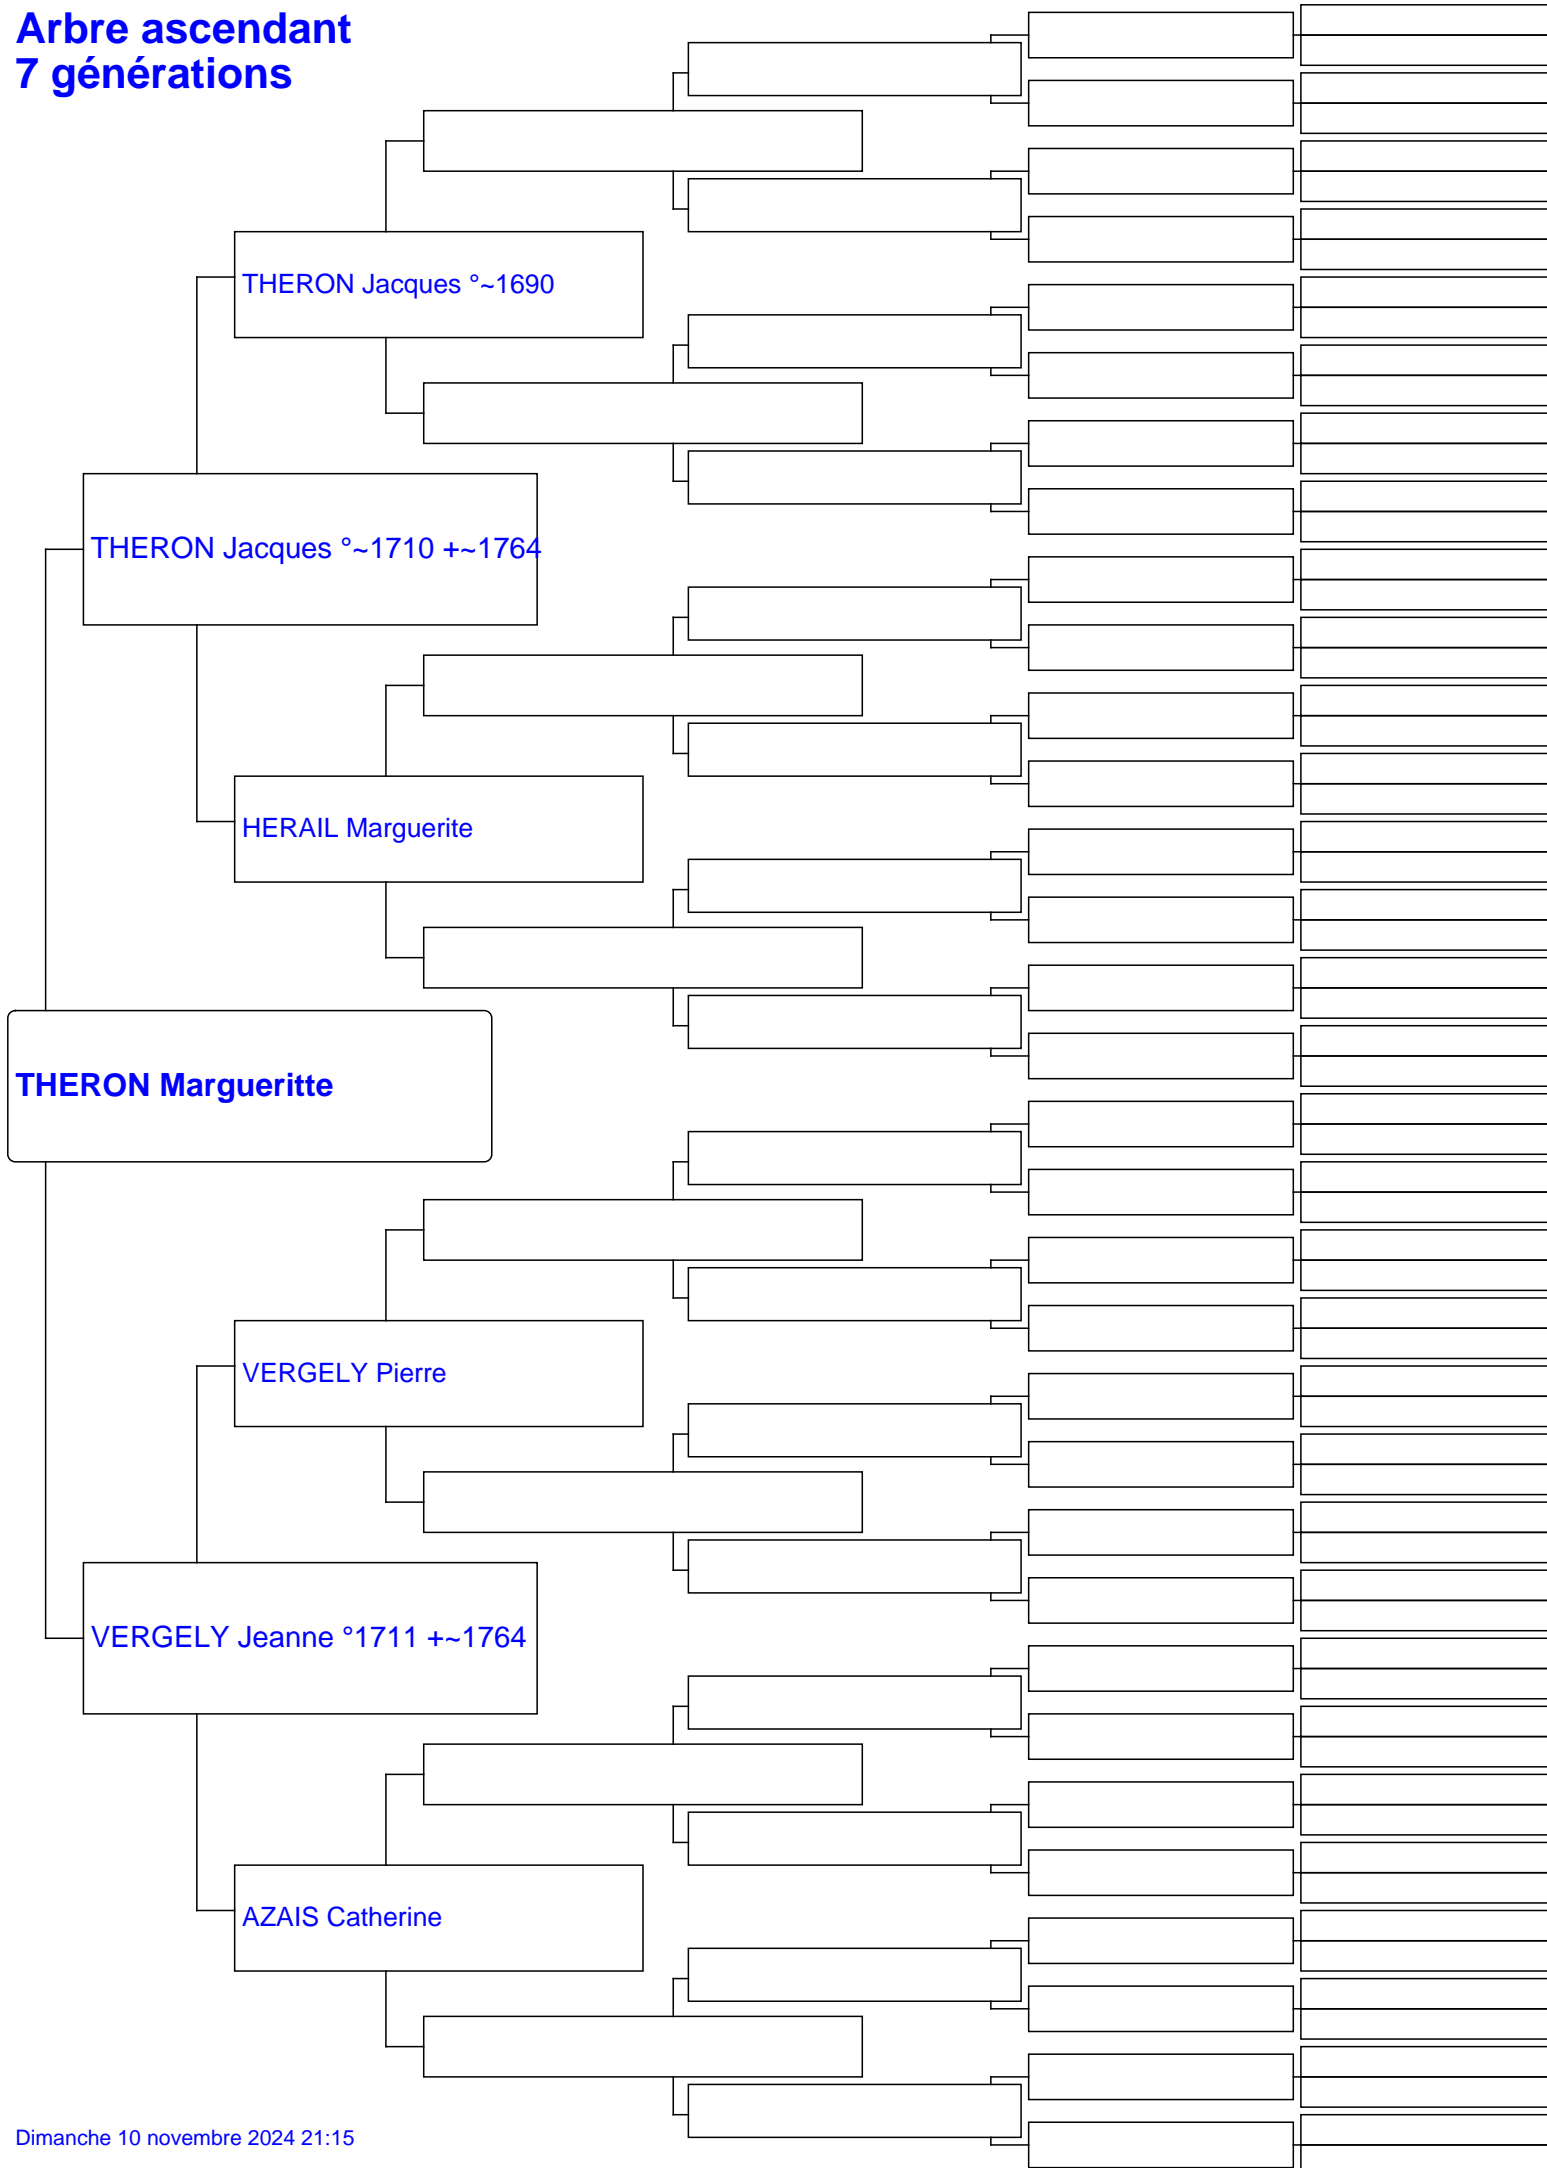 Arbre ascendant
7 générations
THERON Jacques °~1690
THERON Jacques °~1710 +~1764
HERAIL Marguerite
THERON Margueritte
VERGELY Pierre
VERGELY Jeanne °1711 +~1764
AZAIS Catherine
Dimanche 10 novembre 2024 21:15